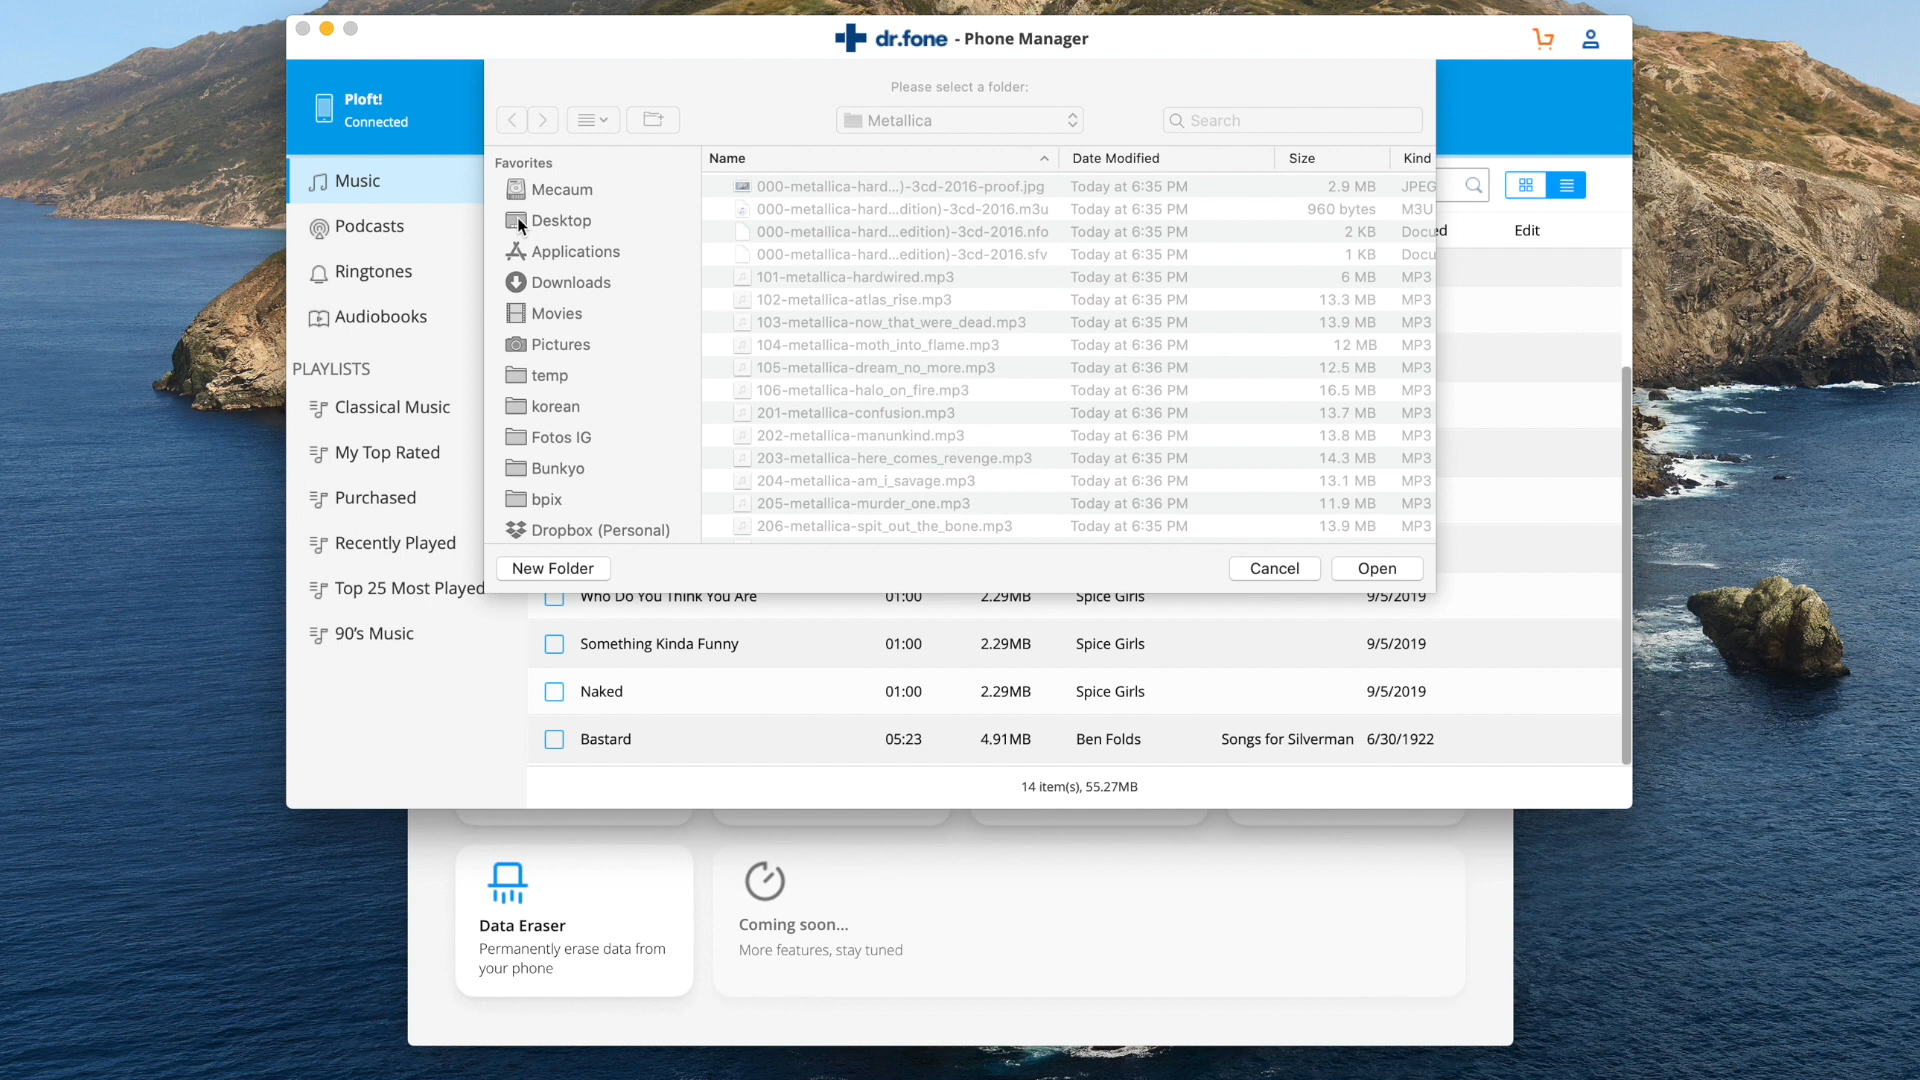 dr.fone - Phone Manager
Ploft!
Connected
Please select a folder:
Metallica
Search
Music
Podcasts
Ringtones
Audiobooks
PLAYLISTS
Classical Music
My Top Rated
Purchased
Recently Played
Top 25 Most Played
90's Music
Favorites
Mecaum
Desktop
Applications
Downloads
Movies
Pictures
temp
korean
Fotos IG
Bunkyo
bpix
Dropbox (Personal)
Name Date Modified Size Kind
000-metallica-hard...)-3cd-2016-proof.jpg Today at 6:35 PM 2.9 MB JPEG
000-metallica-hard...dition)-3cd-2016.m3u Today at 6:35 PM 960 bytes M3U
000-metallica-hard...edition)-3cd-2016.nfo Today at 6:35 PM 2 KB Docu
000-metallica-hard...edition)-3cd-2016.sfv Today at 6:35 PM 1 KB Docu
101-metallica-hardwired.mp3 Today at 6:35 PM 6 MB MP3
102-metallica-atlas_rise.mp3 Today at 6:35 PM 13.3 MB MP3
103-metallica-now_that_were_dead.mp3 Today at 6:35 PM 13.9 MB MP3
104-metallica-moth_into_flame.mp3 Today at 6:36 PM 12 MB MP3
105-metallica-dream_no_more.mp3 Today at 6:36 PM 12.5 MB MP3
106-metallica-halo_on_fire.mp3 Today at 6:36 PM 16.5 MB MP3
201-metallica-confusion.mp3 Today at 6:36 PM 13.7 MB MP3
202-metallica-manunkind.mp3 Today at 6:36 PM 13.8 MB MP3
203-metallica-here_comes_revenge.mp3 Today at 6:35 PM 14.3 MB MP3
204-metallica-am_i_savage.mp3 Today at 6:36 PM 13.1 MB MP3
205-metallica-murder_one.mp3 Today at 6:36 PM 11.9 MB MP3
206-metallica-spit_out_the_bone.mp3 Today at 6:35 PM 13.9 MB MP3
New Folder Cancel Open
ed Edit
Who Do You Think You Are 01:00 2.29MB Spice Girls 9/5/2019
Something Kinda Funny 01:00 2.29MB Spice Girls 9/5/2019
Naked 01:00 2.29MB Spice Girls 9/5/2019
Bastard 05:23 4.91MB Ben Folds Songs for Silverman 6/30/1922
14 item(s), 55.27MB
Data Eraser
Permanently erase data from
your phone
Coming soon...
More features, stay tuned